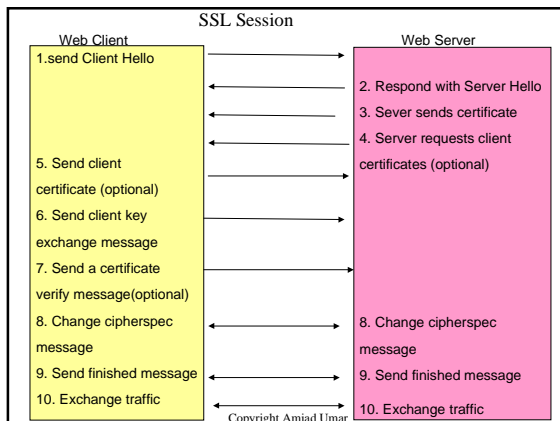 SSL Session
Web Client
Web Server
1.send Client Hello
2. Respond with Server Hello
3. Sever sends certificate
4. Server requests client
certificates (optional)
5. Send client
certificate (optional)
6. Send client key
exchange message
7. Send a certificate
verify message(optional)
8. Change cipherspec
message
8. Change cipherspec
message
9. Send finished message
9. Send finished message
10. Exchange traffic
10. Exchange traffic
Copyright Amjad Umar